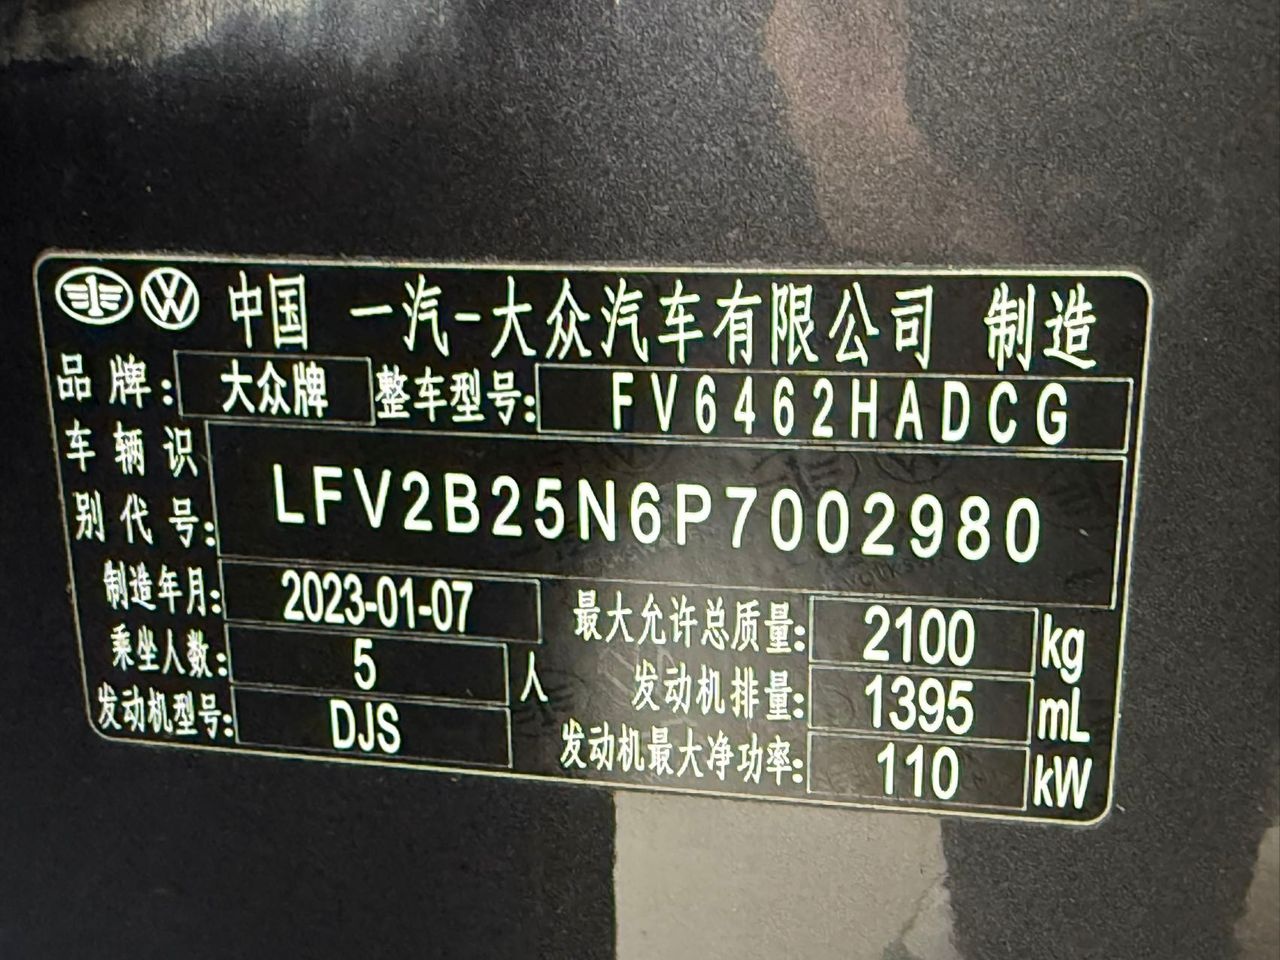 中国 一汽-大众汽车有限公司 制造
品牌: 大众牌 整车型号: FV6462HADCG
车辆识别代号: LFV2B25N6P7002980
制造年月: 2023-01-07 最大允许总质量: 2100 kg
乘坐人数: 5 人 发动机排量: 1395 mL
发动机型号: DJS 发动机最大净功率: 110 kW